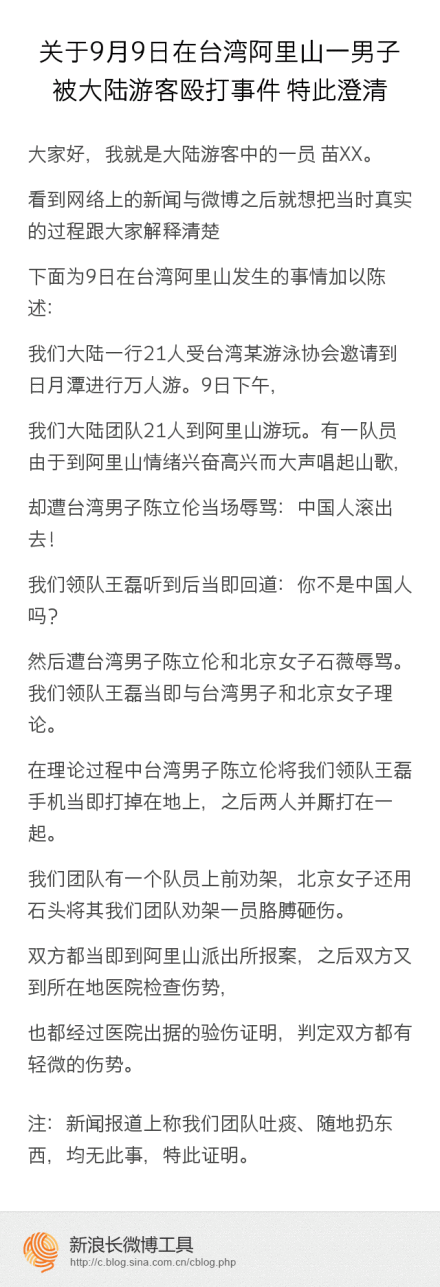 关于9月9日在台湾阿里山一男子
被大陆游客殴打事件 特此澄清
大家好，我就是大陆游客中的一员 苗XX。
看到网络上的新闻与微博之后就想把当时真实
的过程跟大家解释清楚
下面为9日在台湾阿里山发生的事情加以陈
述：
我们大陆一行21人受台湾某游泳协会邀请到
日月潭进行万人游。9日下午，
我们大陆团队21人到阿里山游玩。有一队员
由于到阿里山情绪兴奋高兴而大声唱起山歌，
却遭台湾男子陈立伦当场辱骂：中国人滚出
去！
我们领队王磊听到后当即回道：你不是中国人
吗？
然后遭台湾男子陈立伦和北京女子石薇辱骂。
我们领队王磊当即与台湾男子和北京女子理
论。
在理论过程中台湾男子陈立伦将我们领队王磊
手机当即打掉在地上，之后两人并厮打在一
起。
我们团队有一个队员上前劝架，北京女子还用
石头将其我们团队劝架一员胳膊砸伤。
双方都当即到阿里山派出所报案，之后双方又
到所在地医院检查伤势，
也都经过医院出据的验伤证明，判定双方都有
轻微的伤势。
注：新闻报道上称我们团队吐痰、随地扔东
西，均无此事，特此证明。
新浪长微博工具
http://c.blog.sina.com.cn/cblog.php